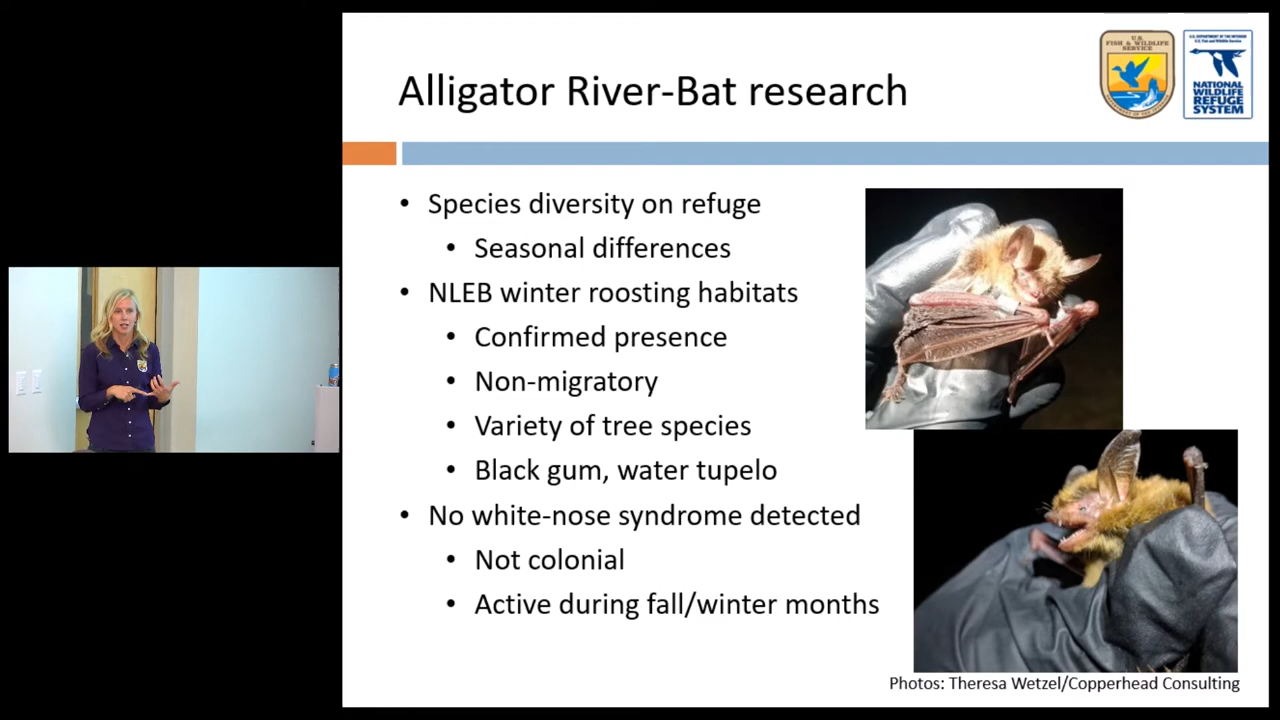 Alligator River-Bat research
U.S.
FISH & WILDLIFE
SERVICE
U.S. DEPARTMENT OF THE INTERIOR
U.S. Fish and Wildlife Service
NATIONAL
WILDLIFE
REFUGE
SYSTEM
• Species diversity on refuge
• Seasonal differences
• NLEB winter roosting habitats
• Confirmed presence
• Non-migratory
• Variety of tree species
• Black gum, water tupelo
• No white-nose syndrome detected
• Not colonial
• Active during fall/winter months
Photos: Theresa Wetzel/Copperhead Consulting